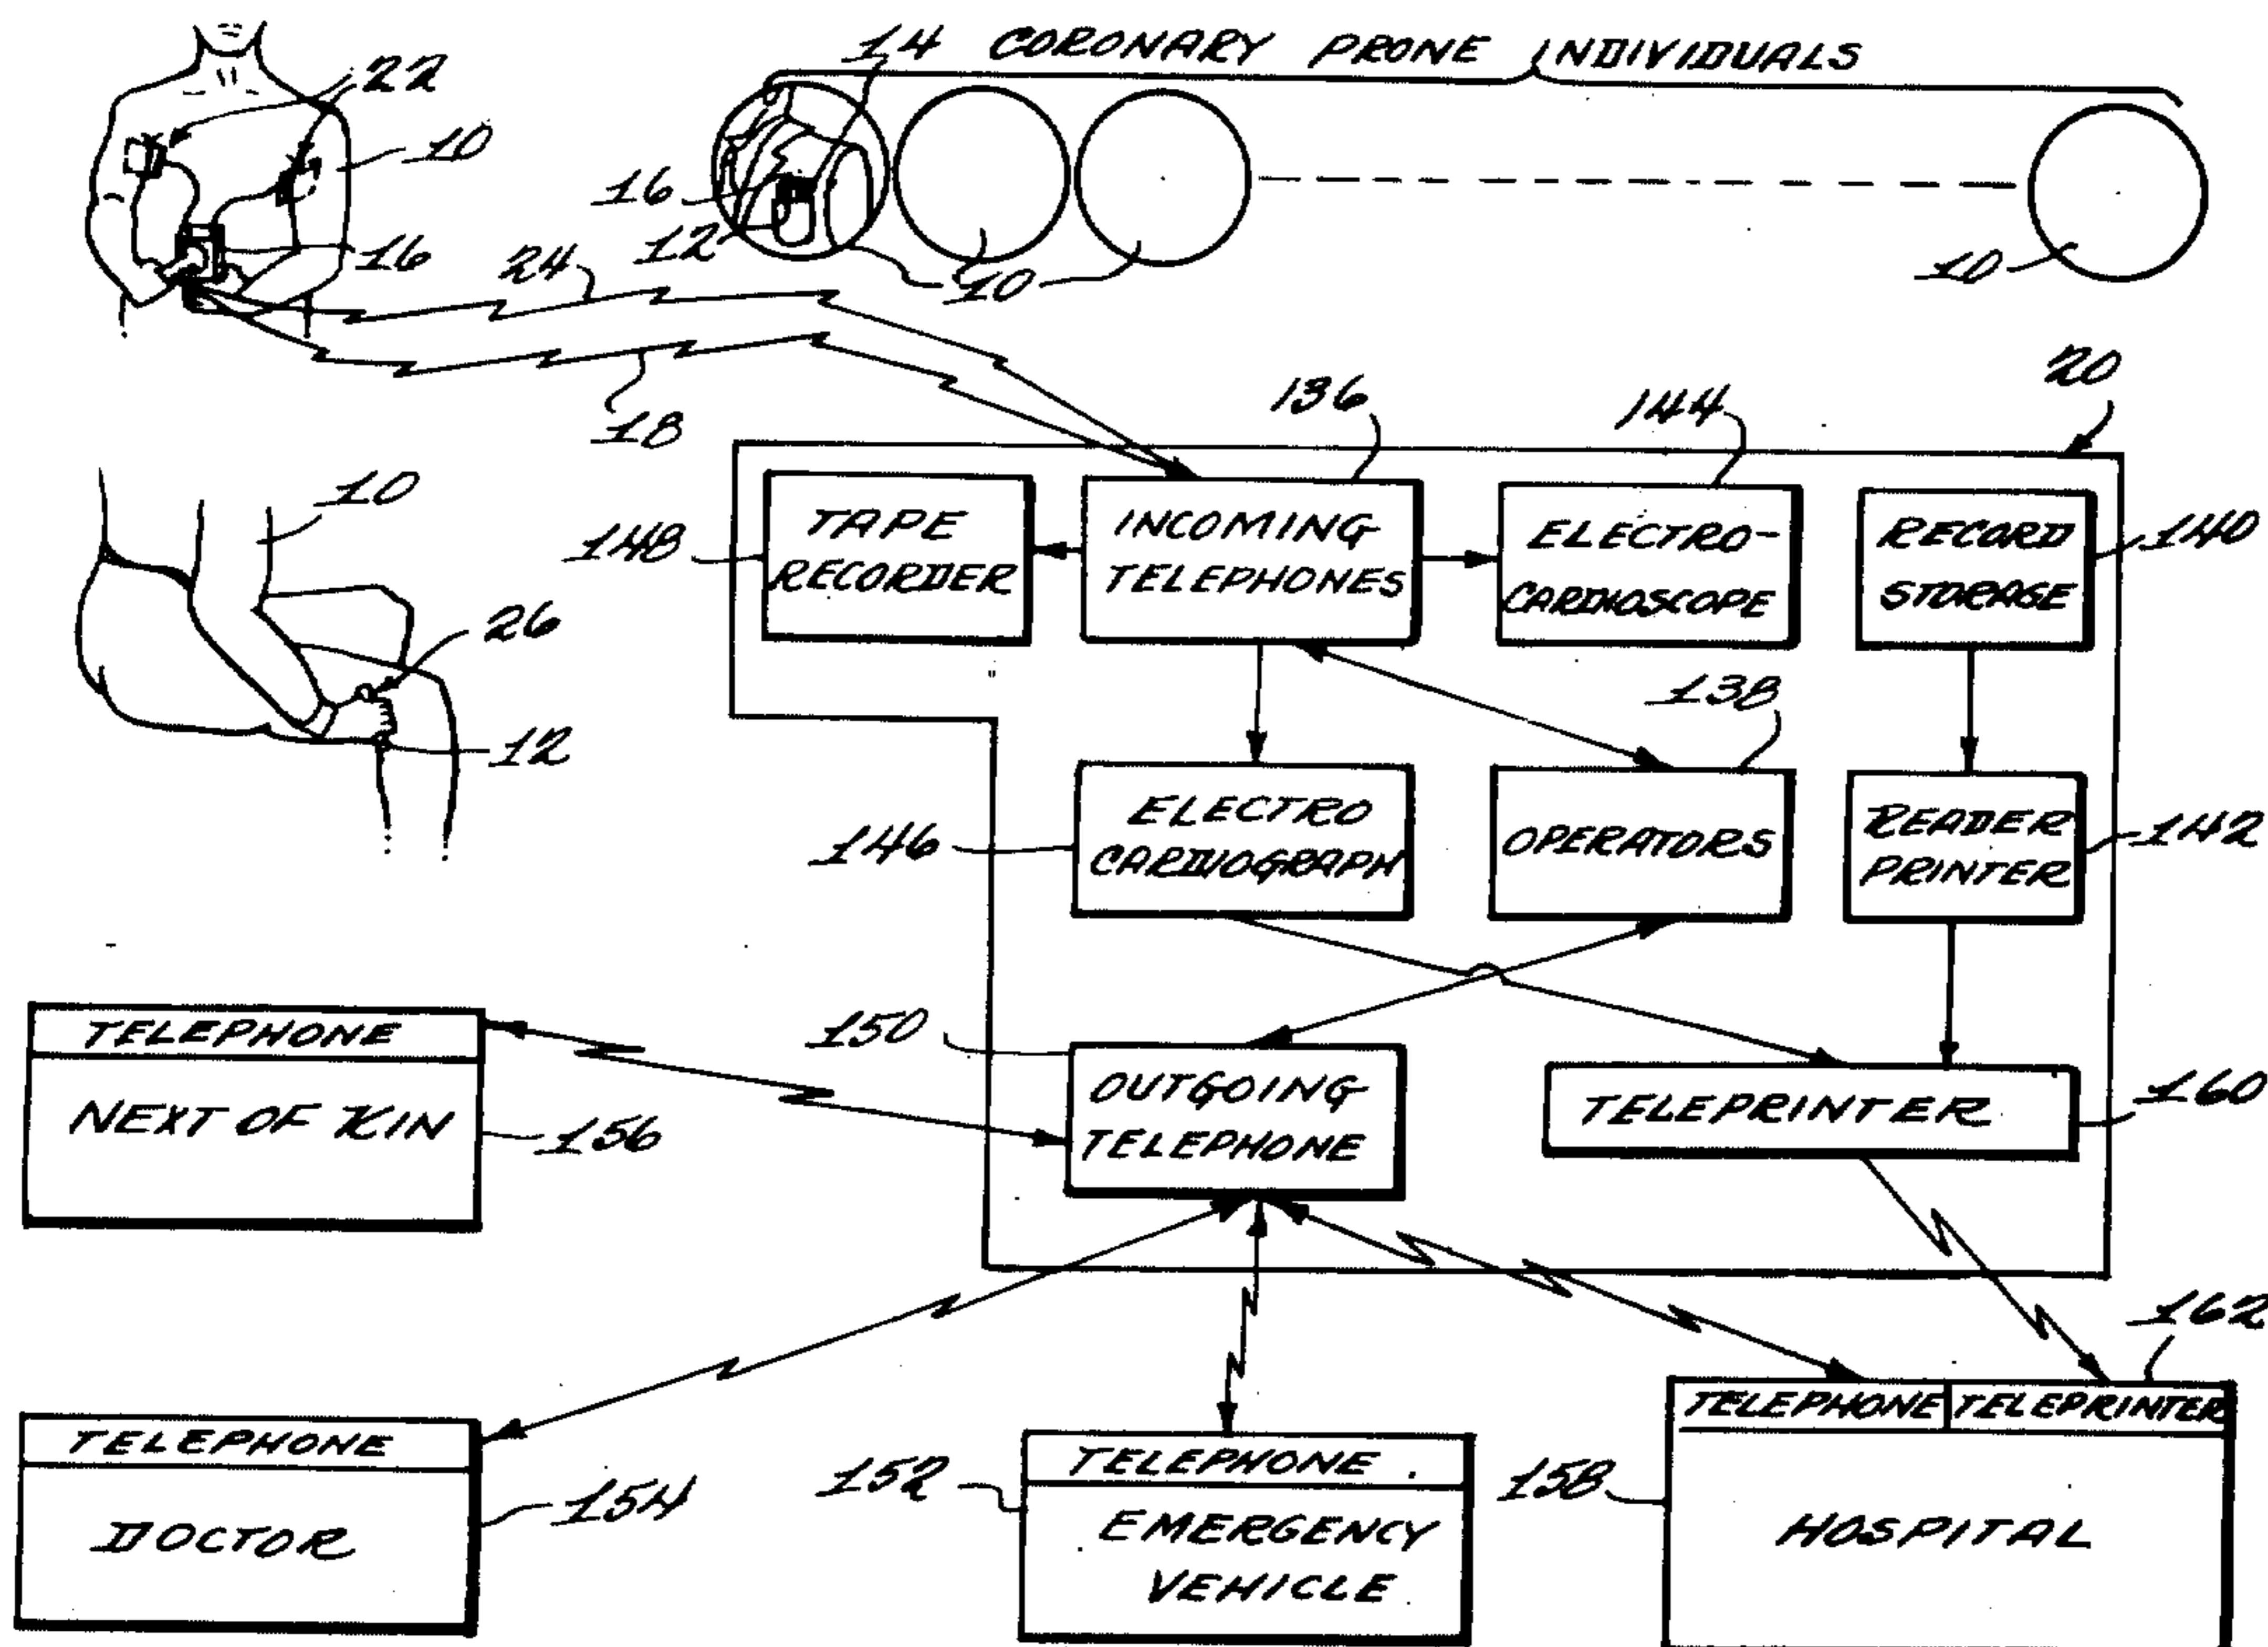 14 CORONARY PRONE INDIVIDUALS
22
10
16
12
16
24
10
10
18
20
136
144
10
26
12
148
TAPE
RECORDER
INCOMING
TELEPHONES
ELECTRO-
CARDIOSCOPE
RECORD
STORAGE
140
138
146
ELECTRO
CARDIOGRAPH
OPERATORS
READER
PRINTER
142
150
OUTGOING
TELEPHONE
TELEPRINTER
160
TELEPHONE
NEXT OF KIN
156
162
TELEPHONE
DOCTOR
154
152
TELEPHONE
EMERGENCY
VEHICLE
158
TELEPHONE
TELEPRINTER
HOSPITAL